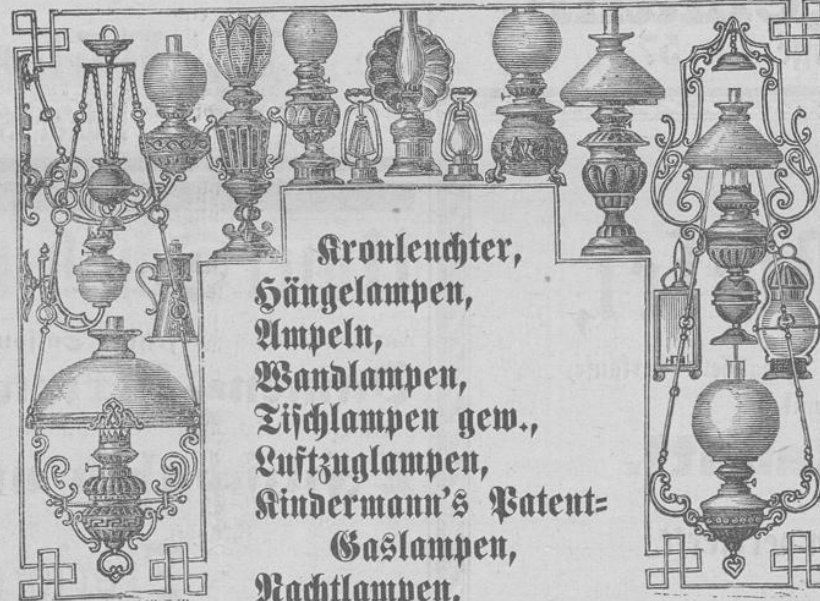 Kronleuchter,
Hängelampen,
Ampeln,
Wandlampen,
Tischlampen gew.,
Luftzuglampen,
Kindermann's Patent=
Gaslampen,
Nachtlampen,